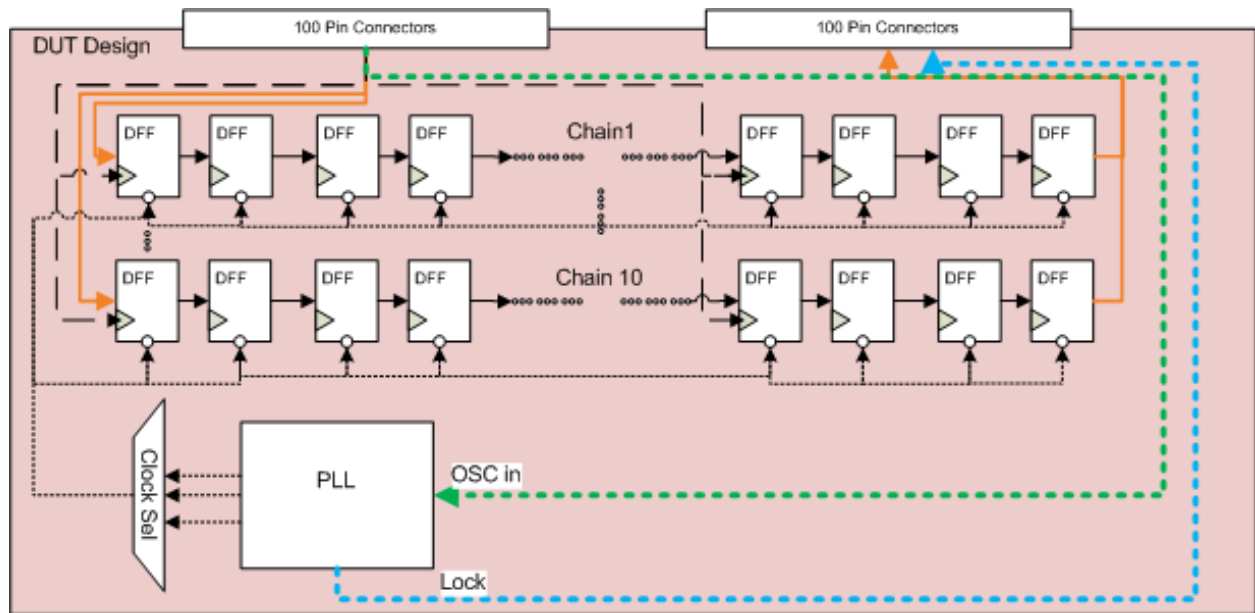 100 Pin Connectors
100 Pin Connectors
DUT Design
DFF
DFF
DFF
DFF
Chain1
DFF
DFF
DFF
DFF
DFF
DFF
DFF
DFF
Chain 10
DFF
DFF
DFF
DFF
Clock Sel
PLL
OSC in
Lock